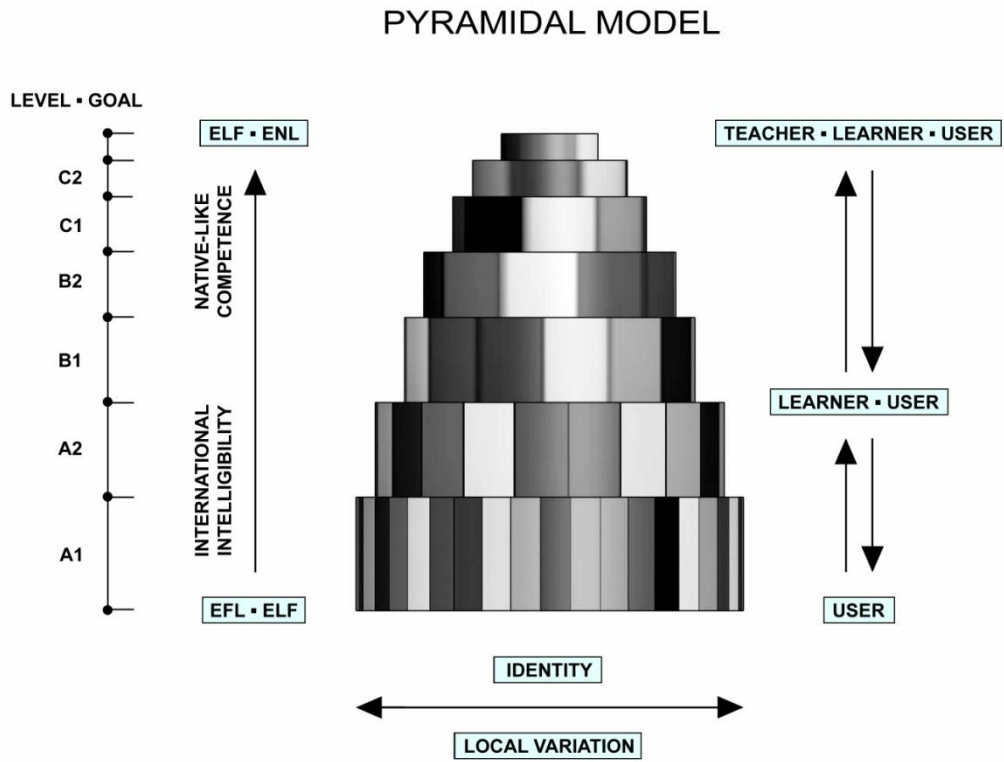 PYRAMIDAL MODEL
LEVEL ▪ GOAL
ELF ▪ ENL
TEACHER ▪ LEARNER ▪ USER
C2
C1
B2
B1
A2
A1
NATIVE-LIKE
COMPETENCE
INTERNATIONAL
INTELLIGIBILITY
LEARNER ▪ USER
EFL ▪ ELF
USER
IDENTITY
LOCAL VARIATION